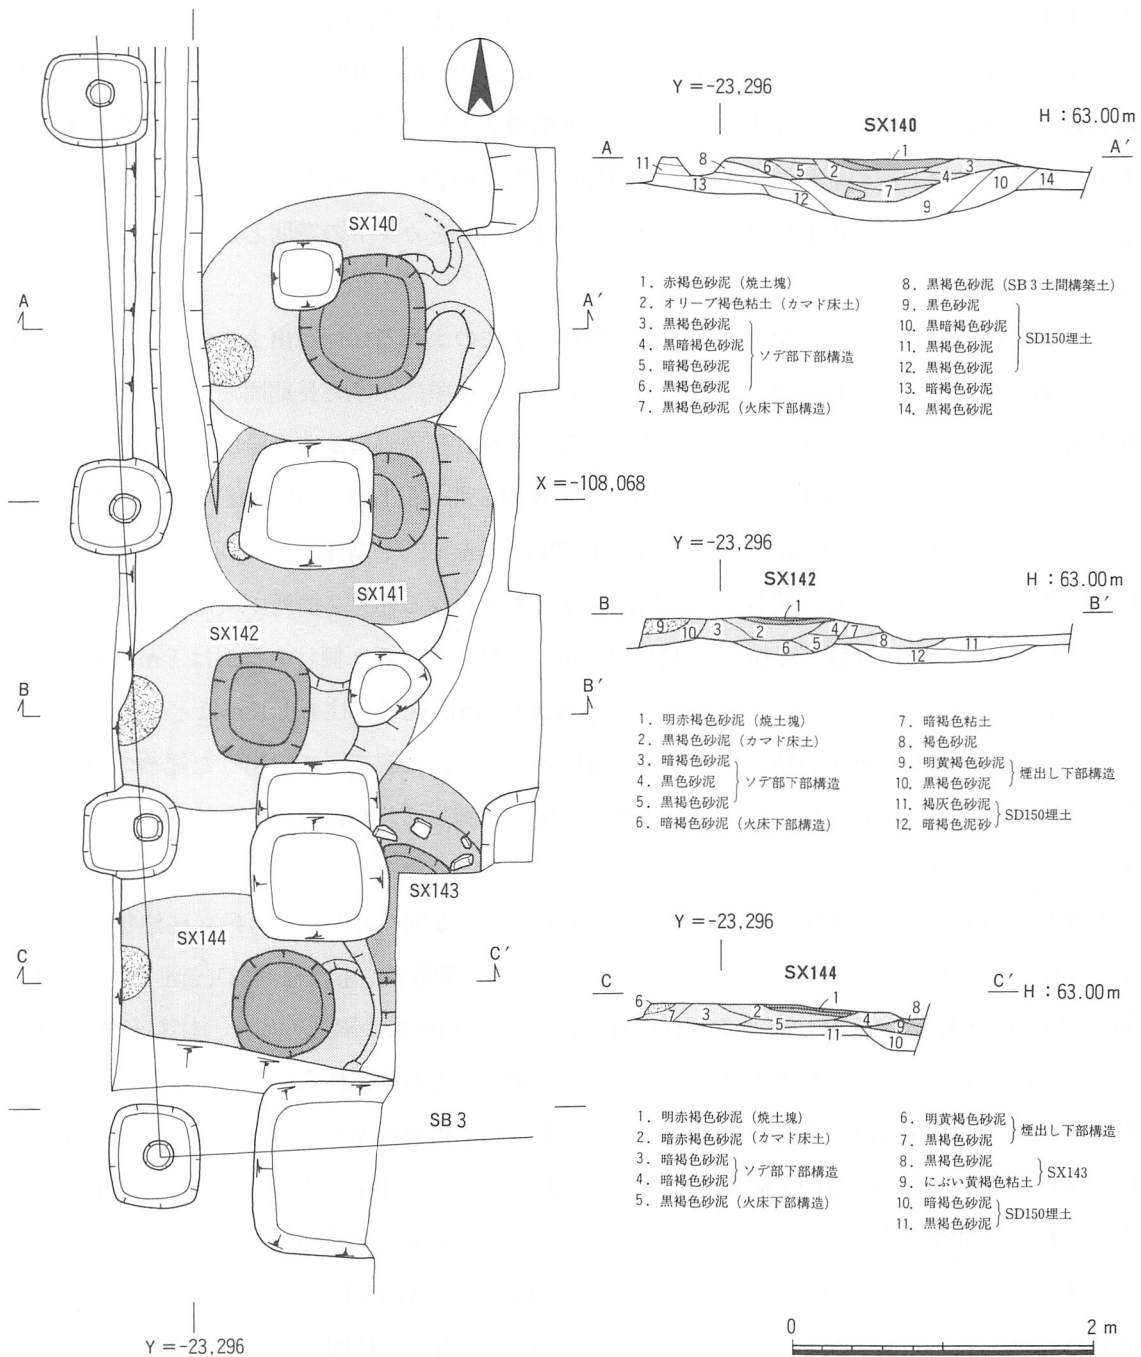 SX140
A
A′
X＝-108,068
SX141
SX142
B
B′
SX143
SX144
C
C′
SB 3
Y＝-23,296
Y＝-23,296
H：63.00m
SX140
A
A′
1
11
8
6
5
2
3
4
7
13
12
9
10
14
1．赤褐色砂泥（焼土塊）
2．オリーブ褐色粘土（カマド床土）
3．黒褐色砂泥
4．黒暗褐色砂泥
5．暗褐色砂泥
6．黒褐色砂泥
ソデ部下部構造
7．黒褐色砂泥（火床下部構造）
8．黒褐色砂泥（SB 3 土間構築土）
9．黒色砂泥
10．黒暗褐色砂泥
11．黒褐色砂泥
12．黒褐色砂泥
SD150埋土
13．暗褐色砂泥
14．黒褐色砂泥
Y＝-23,296
SX142
H：63.00m
B
B′
1
9
10
3
2
4
7
6
5
8
12
11
1．明赤褐色砂泥（焼土塊）
2．黒褐色砂泥（カマド床土）
3．暗褐色砂泥
4．黒色砂泥
5．黒褐色砂泥
ソデ部下部構造
6．暗褐色砂泥（火床下部構造）
7．暗褐色粘土
8．褐色砂泥
9．明黄褐色砂泥
10．黒褐色砂泥
煙出し下部構造
11．褐灰色砂泥
12．暗褐色泥砂
SD150埋土
Y＝-23,296
SX144
C
C′
H：63.00m
6
7
3
2
1
5
4
8
9
11
10
1．明赤褐色砂泥（焼土塊）
2．暗赤褐色砂泥（カマド床土）
3．暗褐色砂泥
4．暗褐色砂泥
ソデ部下部構造
5．黒褐色砂泥（火床下部構造）
6．明黄褐色砂泥
7．黒褐色砂泥
煙出し下部構造
8．黒褐色砂泥
9．にぶい黄褐色粘土
SX143
10．暗褐色砂泥
11．黒褐色砂泥
SD150埋土
0
2 m